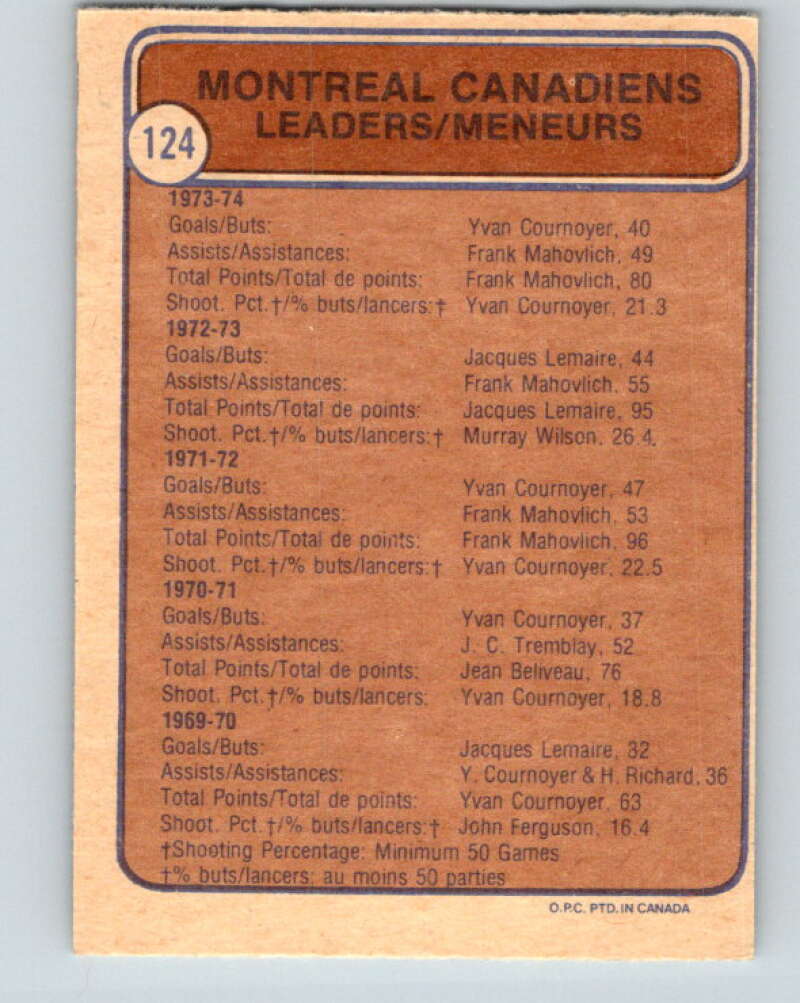 MONTREAL CANADIENS
LEADERS/MENEURS
124
1973-74
Goals/Buts: Yvan Cournoyer, 40
Assists/Assistances: Frank Mahovlich, 49
Total Points/Total de points: Frank Mahovlich, 80
Shoot. Pct.†/% buts/lancers:† Yvan Cournoyer, 21.3
1972-73
Goals/Buts: Jacques Lemaire, 44
Assists/Assistances: Frank Mahovlich, 55
Total Points/Total de points: Jacques Lemaire, 95
Shoot. Pct.†/% buts/lancers:† Murray Wilson, 26.4
1971-72
Goals/Buts: Yvan Cournoyer, 47
Assists/Assistances: Frank Mahovlich, 53
Total Points/Total de points: Frank Mahovlich, 96
Shoot. Pct.†/% buts/lancers:† Yvan Cournoyer, 22.5
1970-71
Goals/Buts: Yvan Cournoyer, 37
Assists/Assistances: J. C. Tremblay, 52
Total Points/Total de points: Jean Beliveau, 76
Shoot. Pct.†/% buts/lancers: Yvan Cournoyer, 18.8
1969-70
Goals/Buts: Jacques Lemaire, 32
Assists/Assistances: Y. Cournoyer & H. Richard, 36
Total Points/Total de points: Yvan Cournoyer, 63
Shoot. Pct.†/% buts/lancers:† John Ferguson, 16.4
†Shooting Percentage: Minimum 50 Games
†% buts/lancers: au moins 50 parties
O.P.C. PTD. IN CANADA